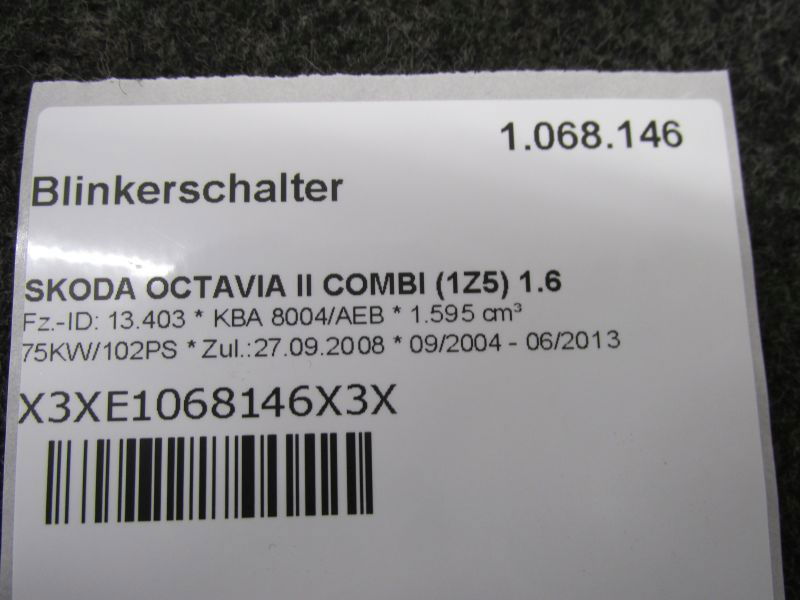 1.068.146
Blinkerschalter
SKODA OCTAVIA II COMBI (1Z5) 1.6
Fz.-ID: 13.403 * KBA 8004/AEB * 1.595 cm³
75KW/102PS * Zul.:27.09.2008 * 09/2004 - 06/2013
X3XE1068146X3X